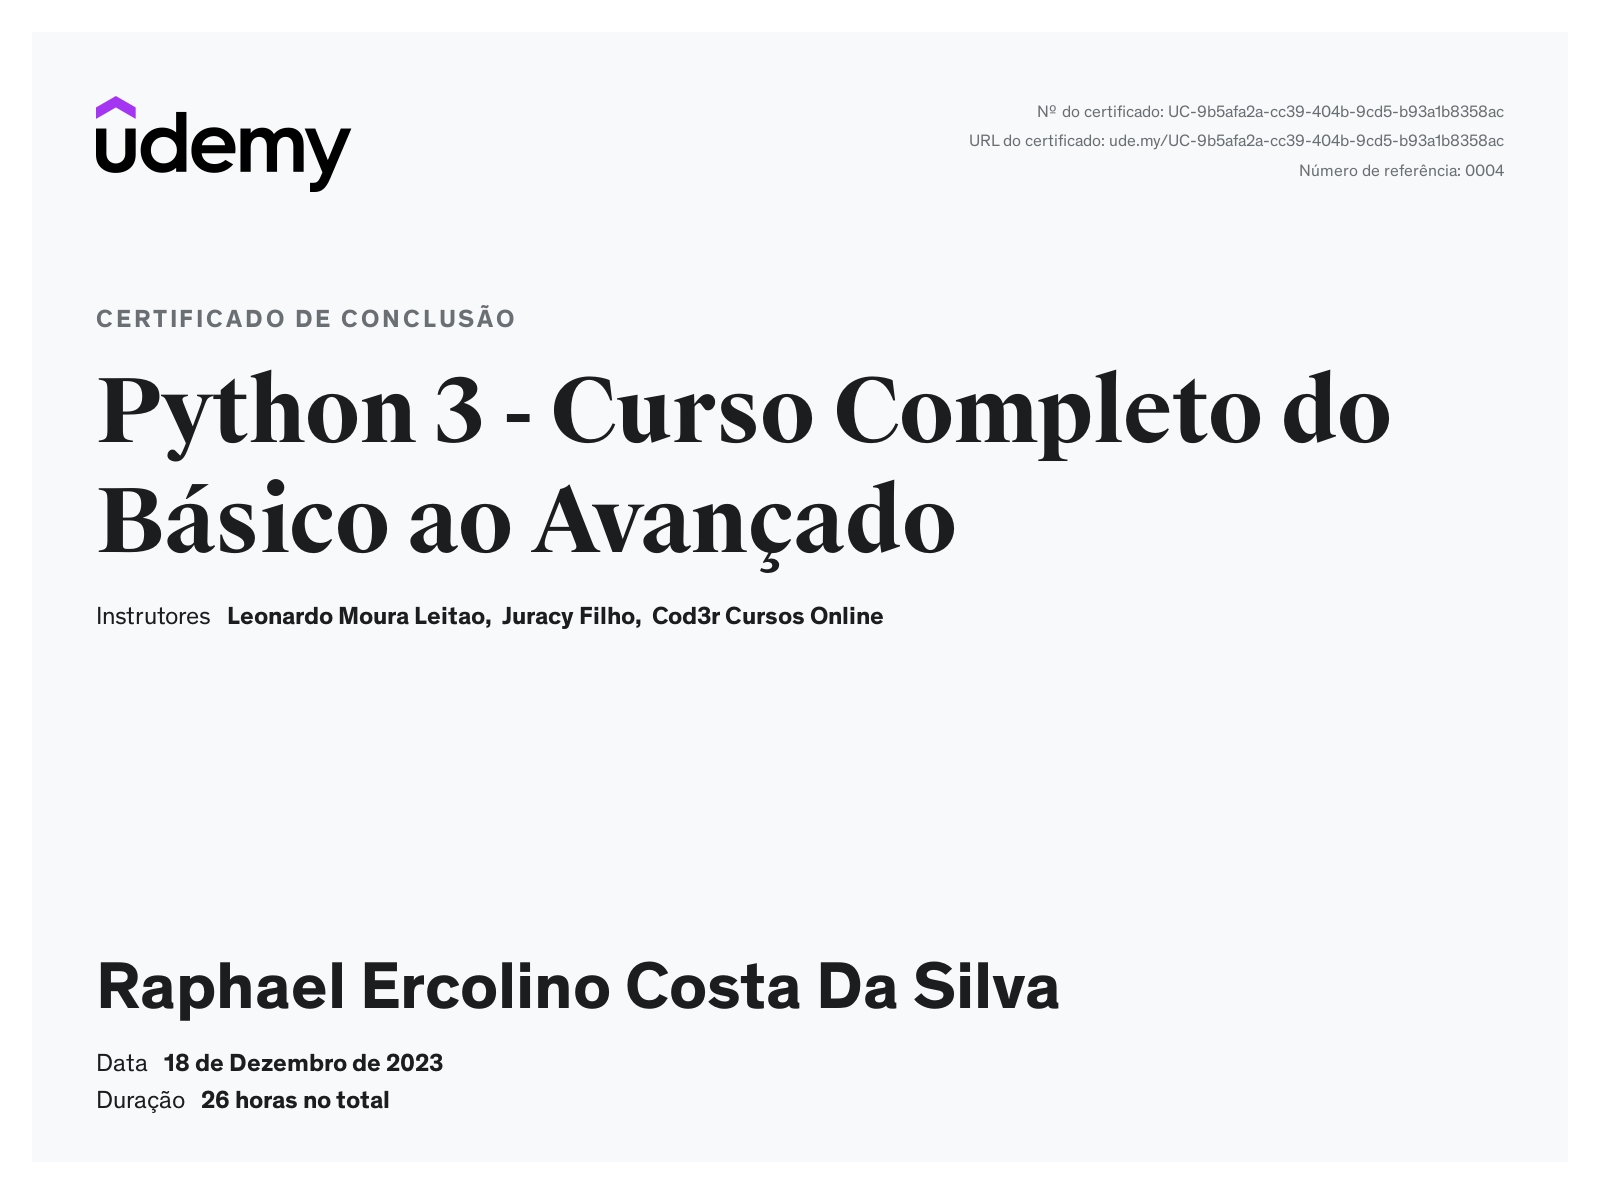 udemy
Nº do certificado: UC-9b5afa2a-cc39-404b-9cd5-b93a1b8358ac
URL do certificado: ude.my/UC-9b5afa2a-cc39-404b-9cd5-b93a1b8358ac
Número de referência: 0004
CERTIFICADO DE CONCLUSÃO
Python 3 - Curso Completo do
Básico ao Avançado
Instrutores Leonardo Moura Leitao, Juracy Filho, Cod3r Cursos Online
Raphael Ercolino Costa Da Silva
Data 18 de Dezembro de 2023
Duração 26 horas no total